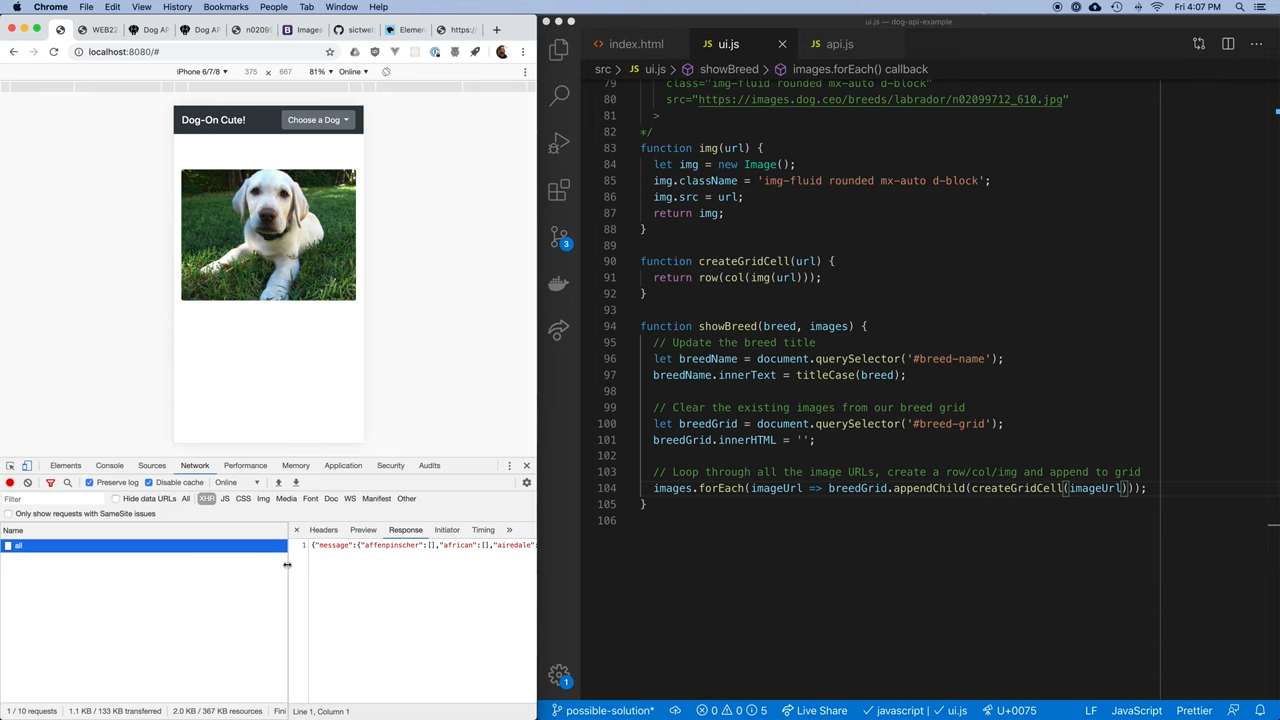 Chrome File Edit View History Bookmarks People Tab Window Help
Fri 4:07 PM
WEB22
Dog AP
Dog AP
n0209
Images
sictwet
Elemen
https:/
localhost:8080/#
iPhone 6/7/8 ▾ 375 × 667 81% ▾ Online ▾
Dog-On Cute!
Choose a Dog
Elements Console Sources Network Performance Memory Application Security Audits
Preserve log Disable cache Online
Filter Hide data URLs All XHR JS CSS Img Media Font Doc WS Manifest Other
Only show requests with SameSite issues
Name
all
Headers Preview Response Initiator Timing »
1 {"message":{"affenpinscher":[],"african":[],"airedale":
1 / 10 requests 1.1 KB / 133 KB transferred 2.0 KB / 367 KB resources Fini
Line 1, Column 1
ui.js — dog-api-example
index.html
ui.js
api.js
src > ui.js > showBreed > images.forEach() callback
79 class="img-fluid rounded mx-auto d-block"
80 src="https://images.dog.ceo/breeds/labrador/n02099712_610.jpg"
81 >
82 */
83 function img(url) {
84 let img = new Image();
85 img.className = 'img-fluid rounded mx-auto d-block';
86 img.src = url;
87 return img;
88 }
89
90 function createGridCell(url) {
91 return row(col(img(url)));
92 }
93
94 function showBreed(breed, images) {
95 // Update the breed title
96 let breedName = document.querySelector('#breed-name');
97 breedName.innerText = titleCase(breed);
98
99 // Clear the existing images from our breed grid
100 let breedGrid = document.querySelector('#breed-grid');
101 breedGrid.innerHTML = '';
102
103 // Loop through all the image URLs, create a row/col/img and append to grid
104 images.forEach(imageUrl => breedGrid.appendChild(createGridCell(imageUrl)));
105 }
106
3
1
possible-solution* 0 0 5 Live Share javascript | ui.js U+0075 LF JavaScript Prettier